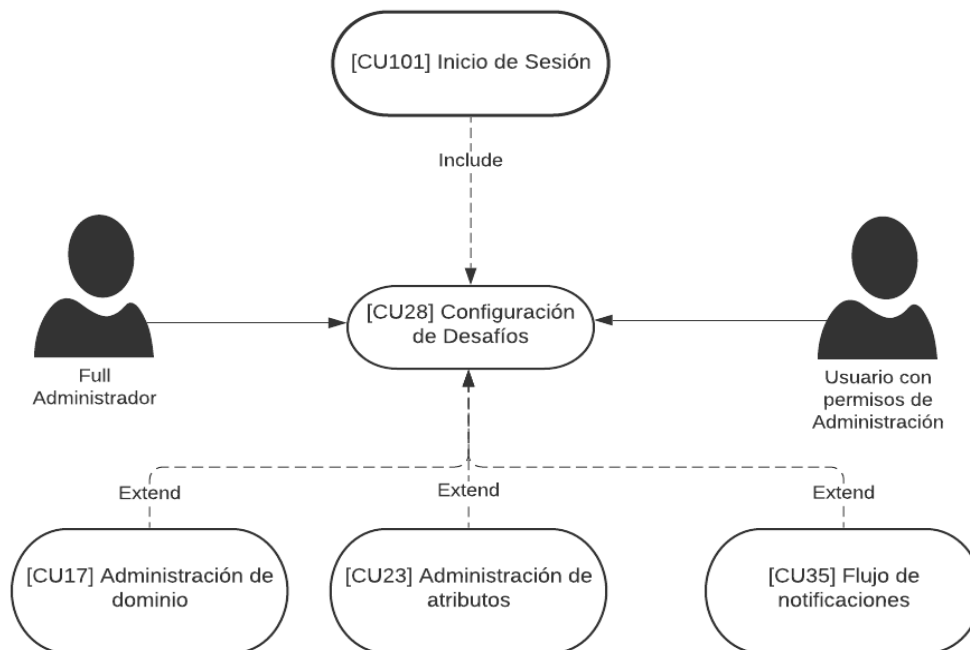 [CU101] Inicio de Sesión
Include
[CU28] Configuración
de Desafíos
Full
Administrador
Usuario con
permisos de
Administración
Extend
Extend
Extend
[CU17] Administración de
dominio
[CU23] Administración de
atributos
[CU35] Flujo de
notificaciones